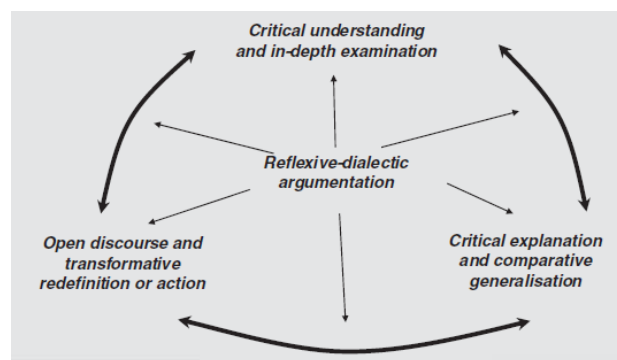 Critical understanding
and in-depth examination
Reflexive-dialectic
argumentation
Open discourse and
transformative
redefinition or action
Critical explanation
and comparative
generalisation